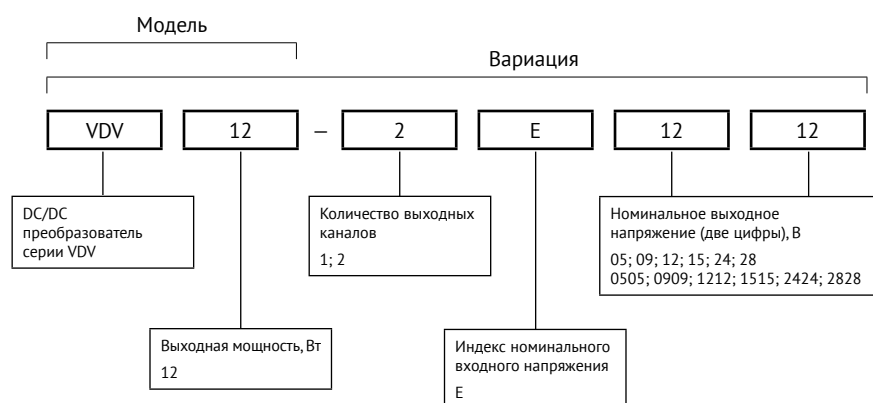 Модель
Вариация
VDV 12 – 2 E 12 12
DC/DC
преобразователь
серии VDV
Количество выходных
каналов
1; 2
Номинальное выходное
напряжение (две цифры), В
05; 09; 12; 15; 24; 28
0505; 0909; 1212; 1515; 2424; 2828
Выходная мощность, Вт
12
Индекс номинального
входного напряжения
E